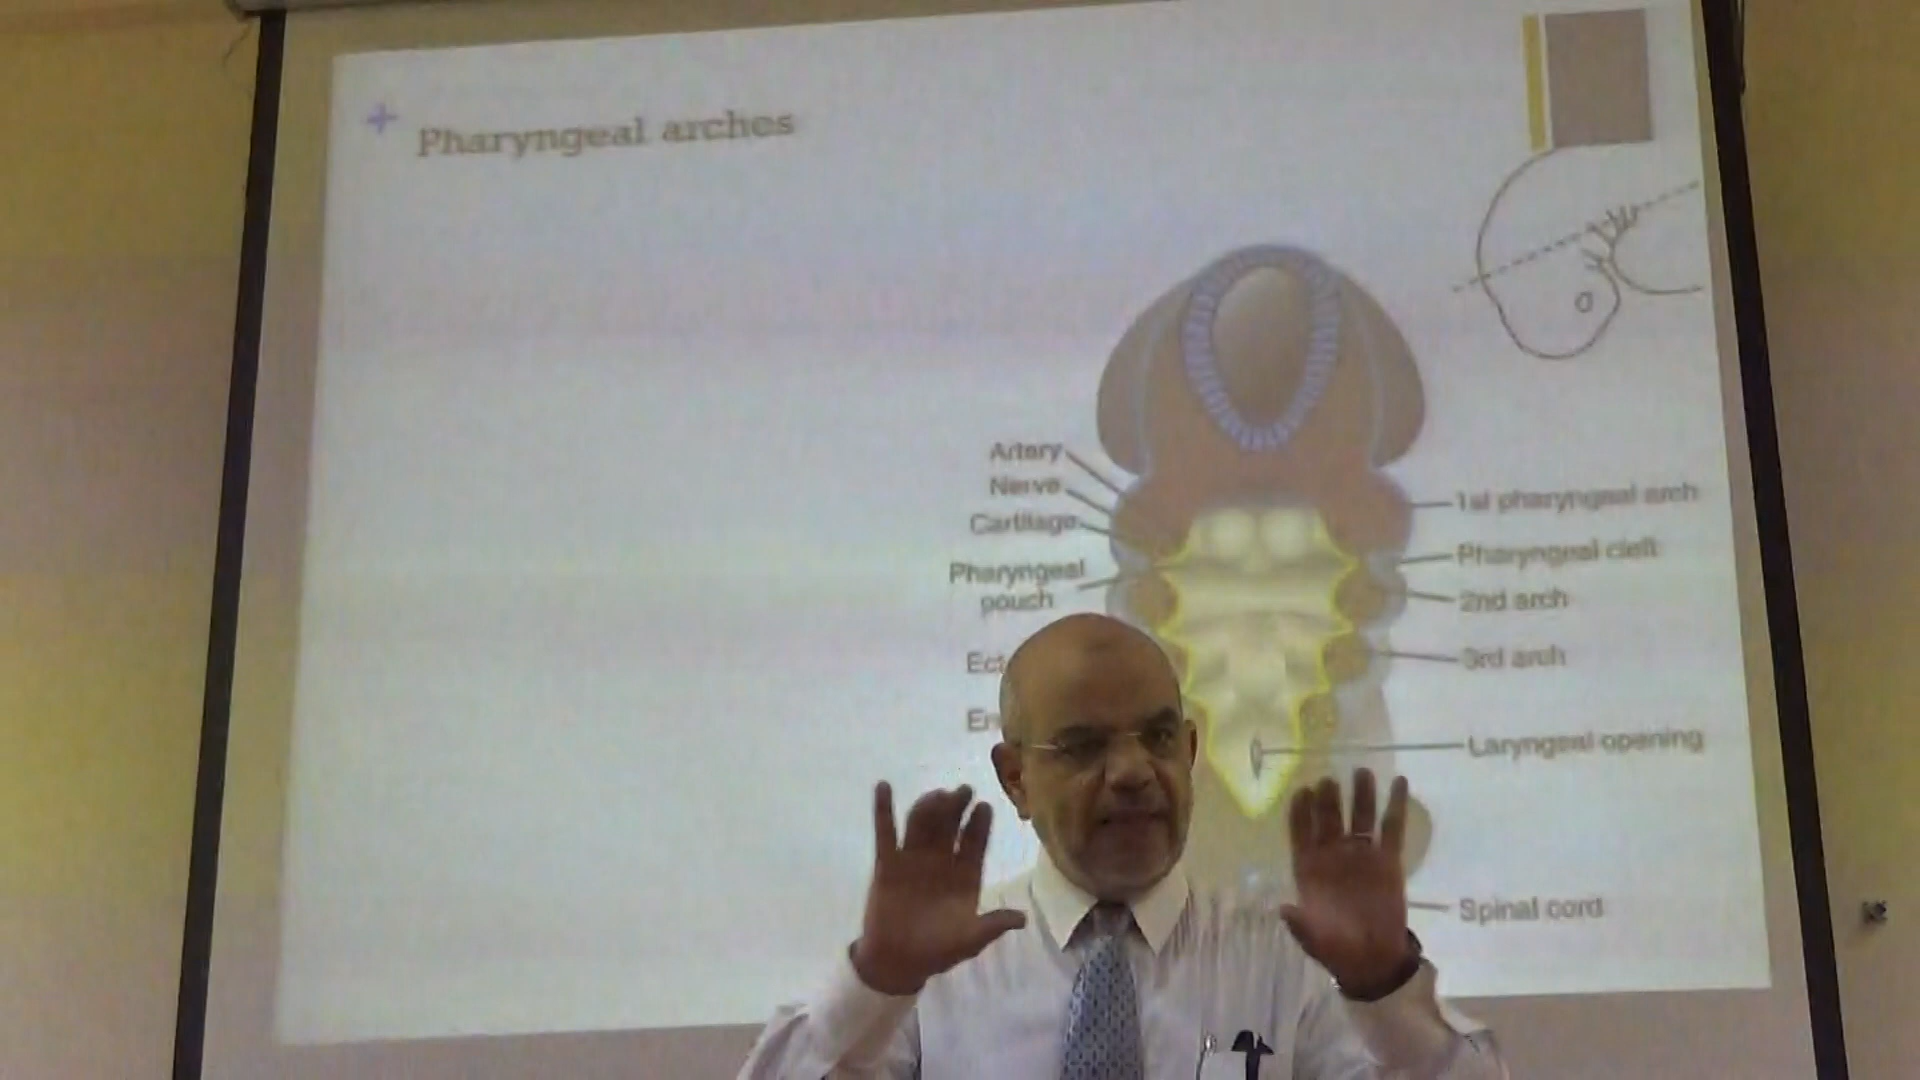 Pharyngeal arches
Artery
Nerve
Cartilage
Pharyngeal
pouch
1st pharyngeal arch
Pharyngeal cleft
2nd arch
3rd arch
Laryngeal opening
Spinal cord